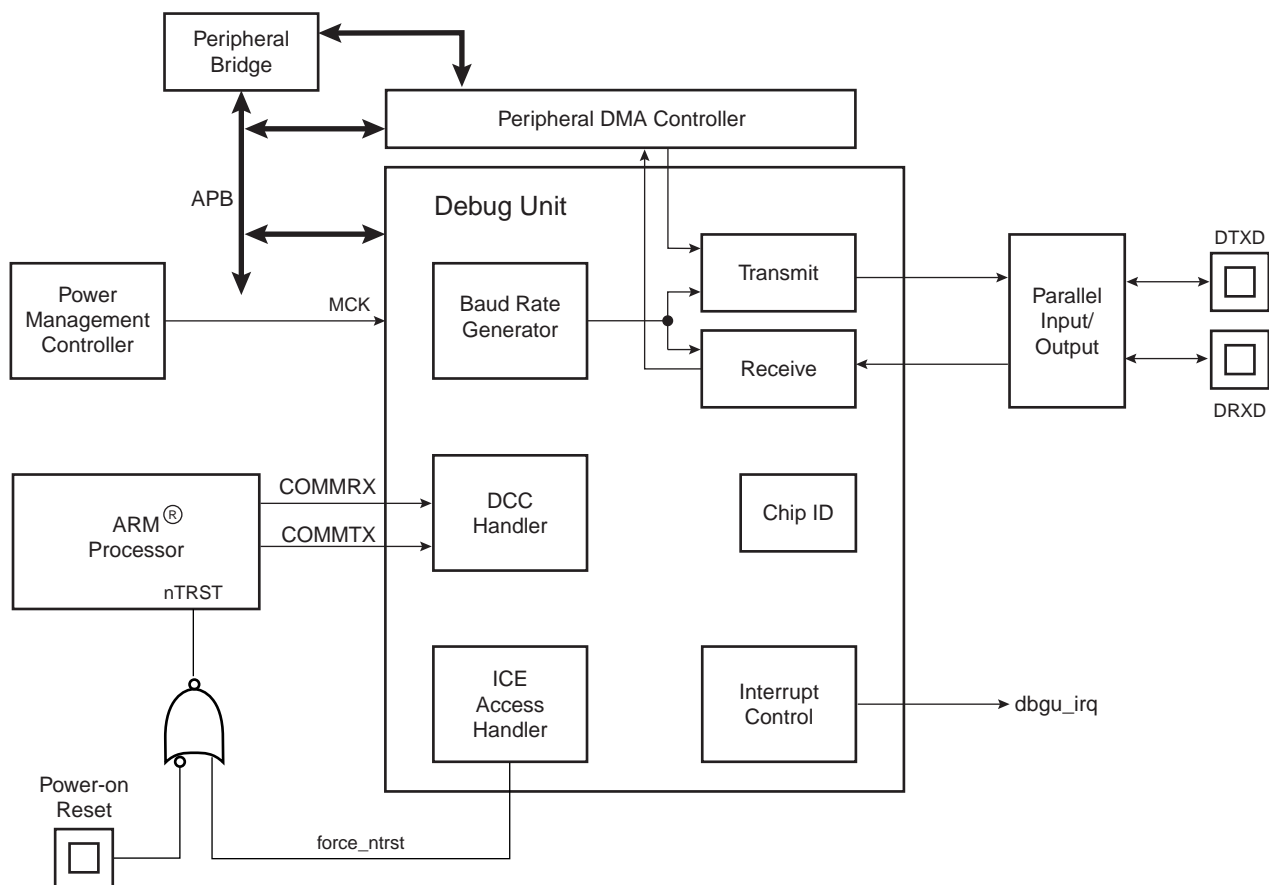 Peripheral
Bridge
Peripheral DMA Controller
APB
Debug Unit
Power
Management
Controller
MCK
Baud Rate
Generator
Transmit
Receive
Parallel
Input/
Output
DTXD
DRXD
ARM®
Processor
nTRST
COMMRX
COMMTX
DCC
Handler
Chip ID
ICE
Access
Handler
Interrupt
Control
dbgu_irq
Power-on
Reset
force_ntrst